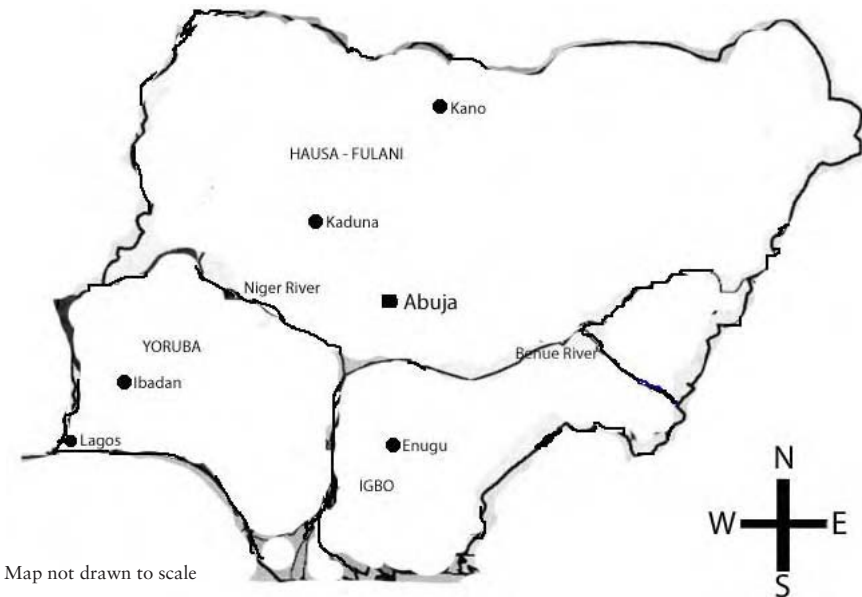 Kano
HAUSA - FULANI
Kaduna
Niger River
Abuja
YORUBA
Benue River
Ibadan
Lagos
Enugu
IGBO
N
W E
S
Map not drawn to scale